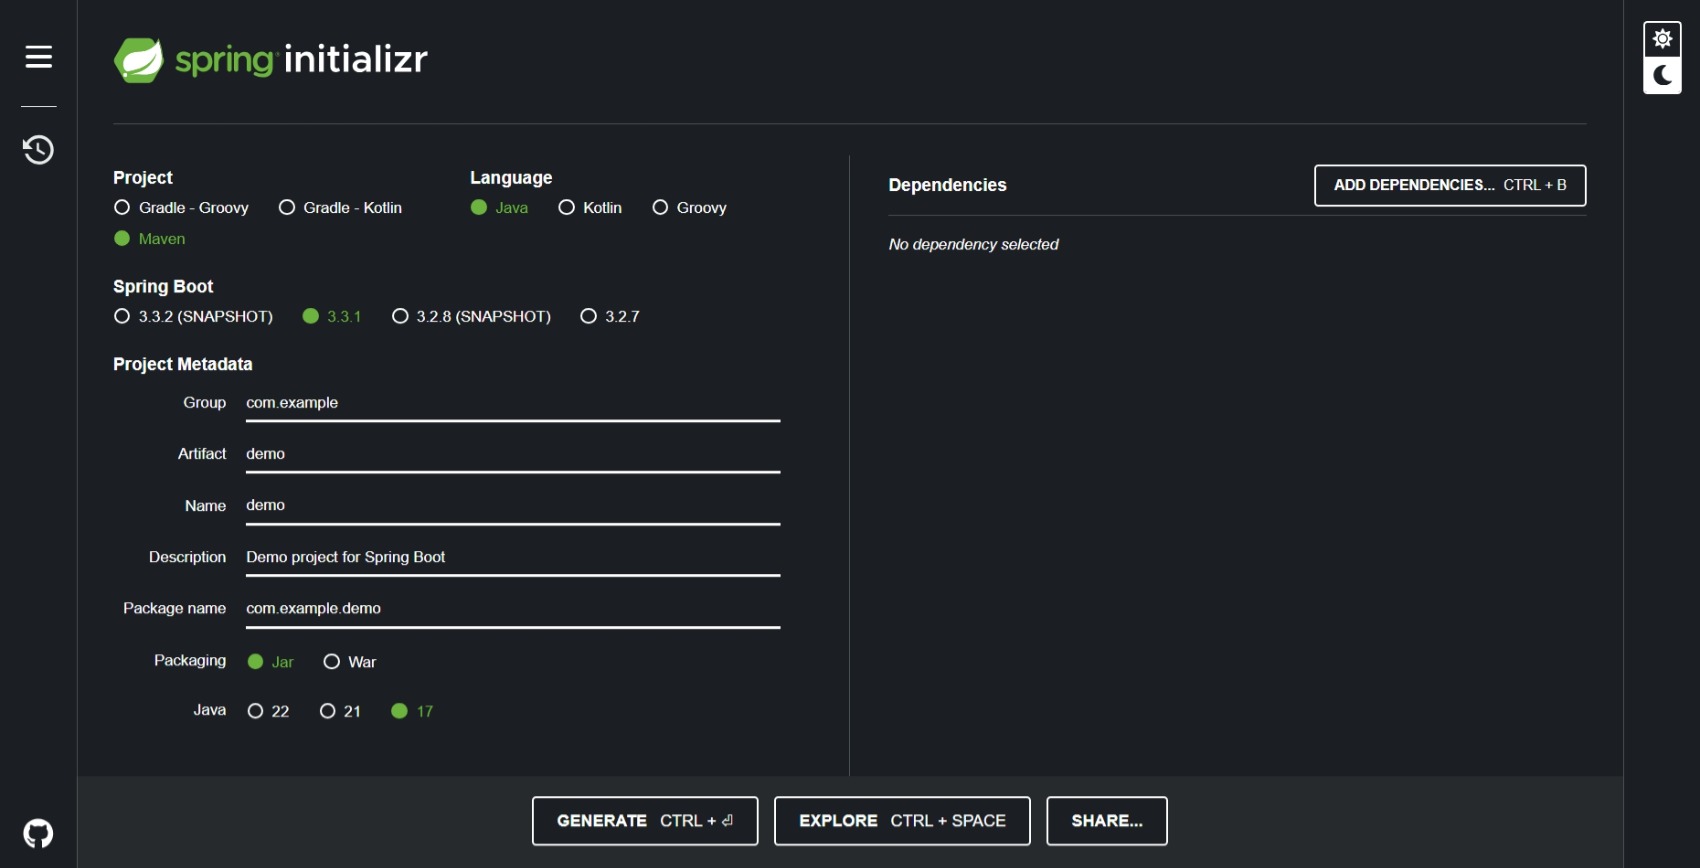 spring initializr
Project
Gradle - Groovy Gradle - Kotlin
Maven
Language
Java Kotlin Groovy
Spring Boot
3.3.2 (SNAPSHOT) 3.3.1 3.2.8 (SNAPSHOT) 3.2.7
Project Metadata
Group com.example
Artifact demo
Name demo
Description Demo project for Spring Boot
Package name com.example.demo
Packaging Jar War
Java 22 21 17
Dependencies
ADD DEPENDENCIES... CTRL + B
No dependency selected
GENERATE CTRL + ⏎
EXPLORE CTRL + SPACE
SHARE...